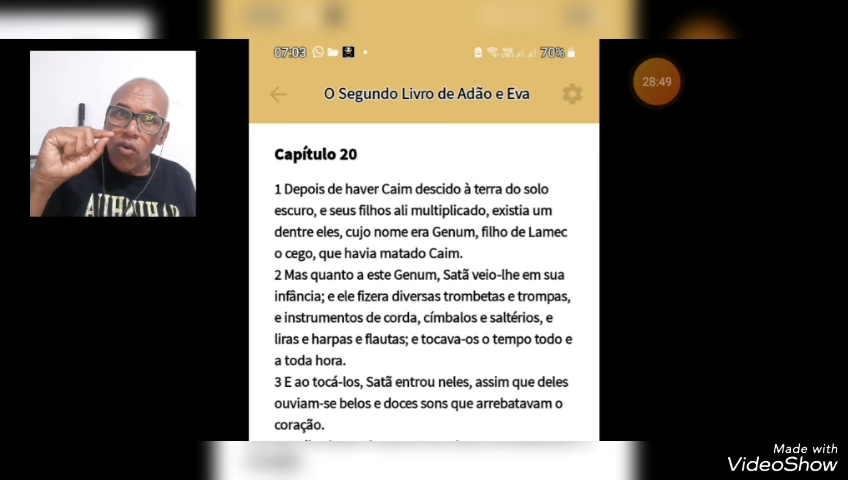 07:03
70%
28:49
O Segundo Livro de Adão e Eva
Capítulo 20
1 Depois de haver Caim descido à terra do solo
escuro, e seus filhos ali multiplicado, existia um
dentre eles, cujo nome era Genum, filho de Lamec
o cego, que havia matado Caim.
2 Mas quanto a este Genum, Satã veio-lhe em sua
infância; e ele fizera diversas trombetas e trompas,
e instrumentos de corda, címbalos e saltérios, e
liras e harpas e flautas; e tocava-os o tempo todo e
a toda hora.
3 E ao tocá-los, Satã entrou neles, assim que deles
ouviam-se belos e doces sons que arrebatavam o
coração.
Made with
VideoShow